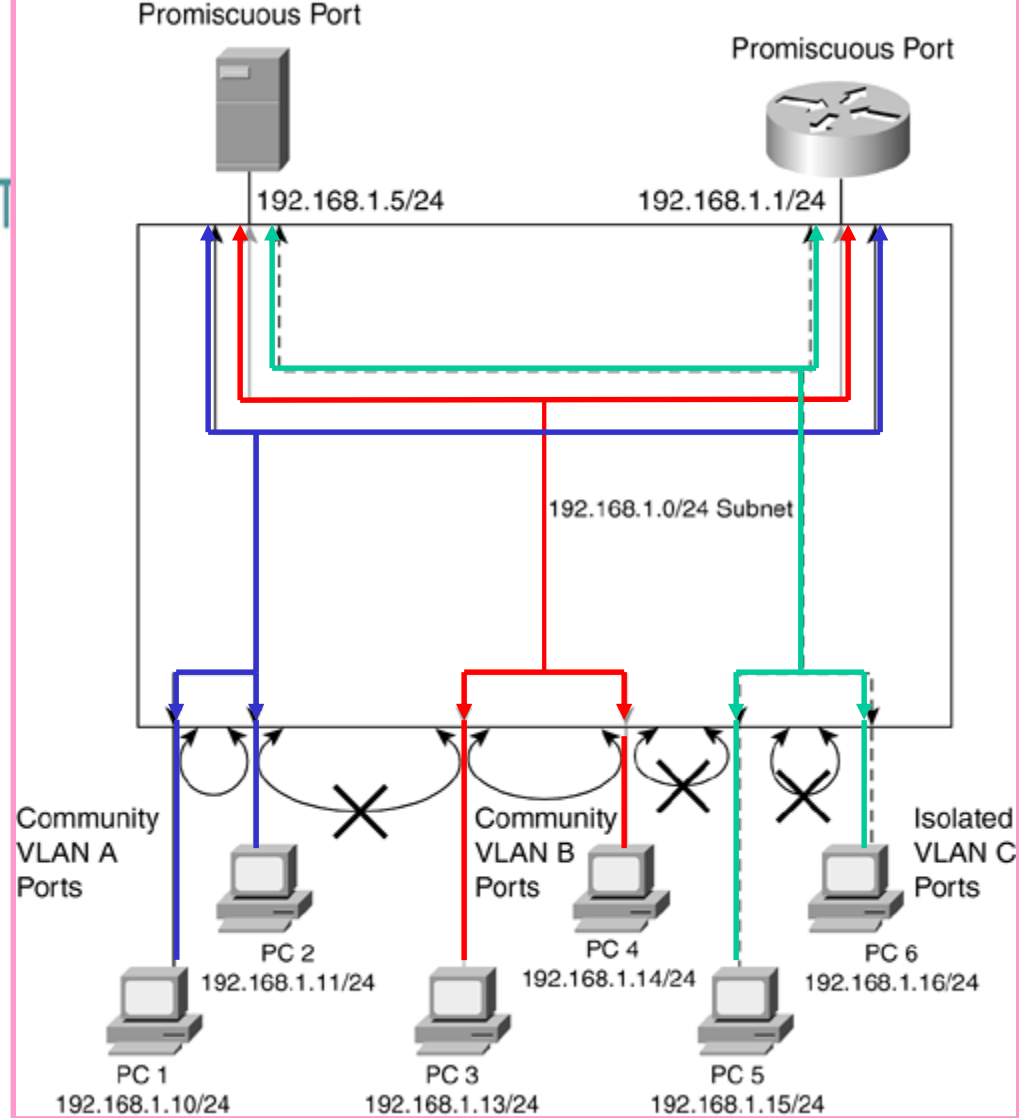 Promiscuous Port
Promiscuous Port
T
192.168.1.5/24
192.168.1.1/24
192.168.1.0/24 Subnet
Community
VLAN A
Ports
Community
VLAN B
Ports
Isolated
VLAN C
Ports
PC 2
192.168.1.11/24
PC 4
192.168.1.14/24
PC 6
192.168.1.16/24
PC 1
192.168.1.10/24
PC 3
192.168.1.13/24
PC 5
192.168.1.15/24